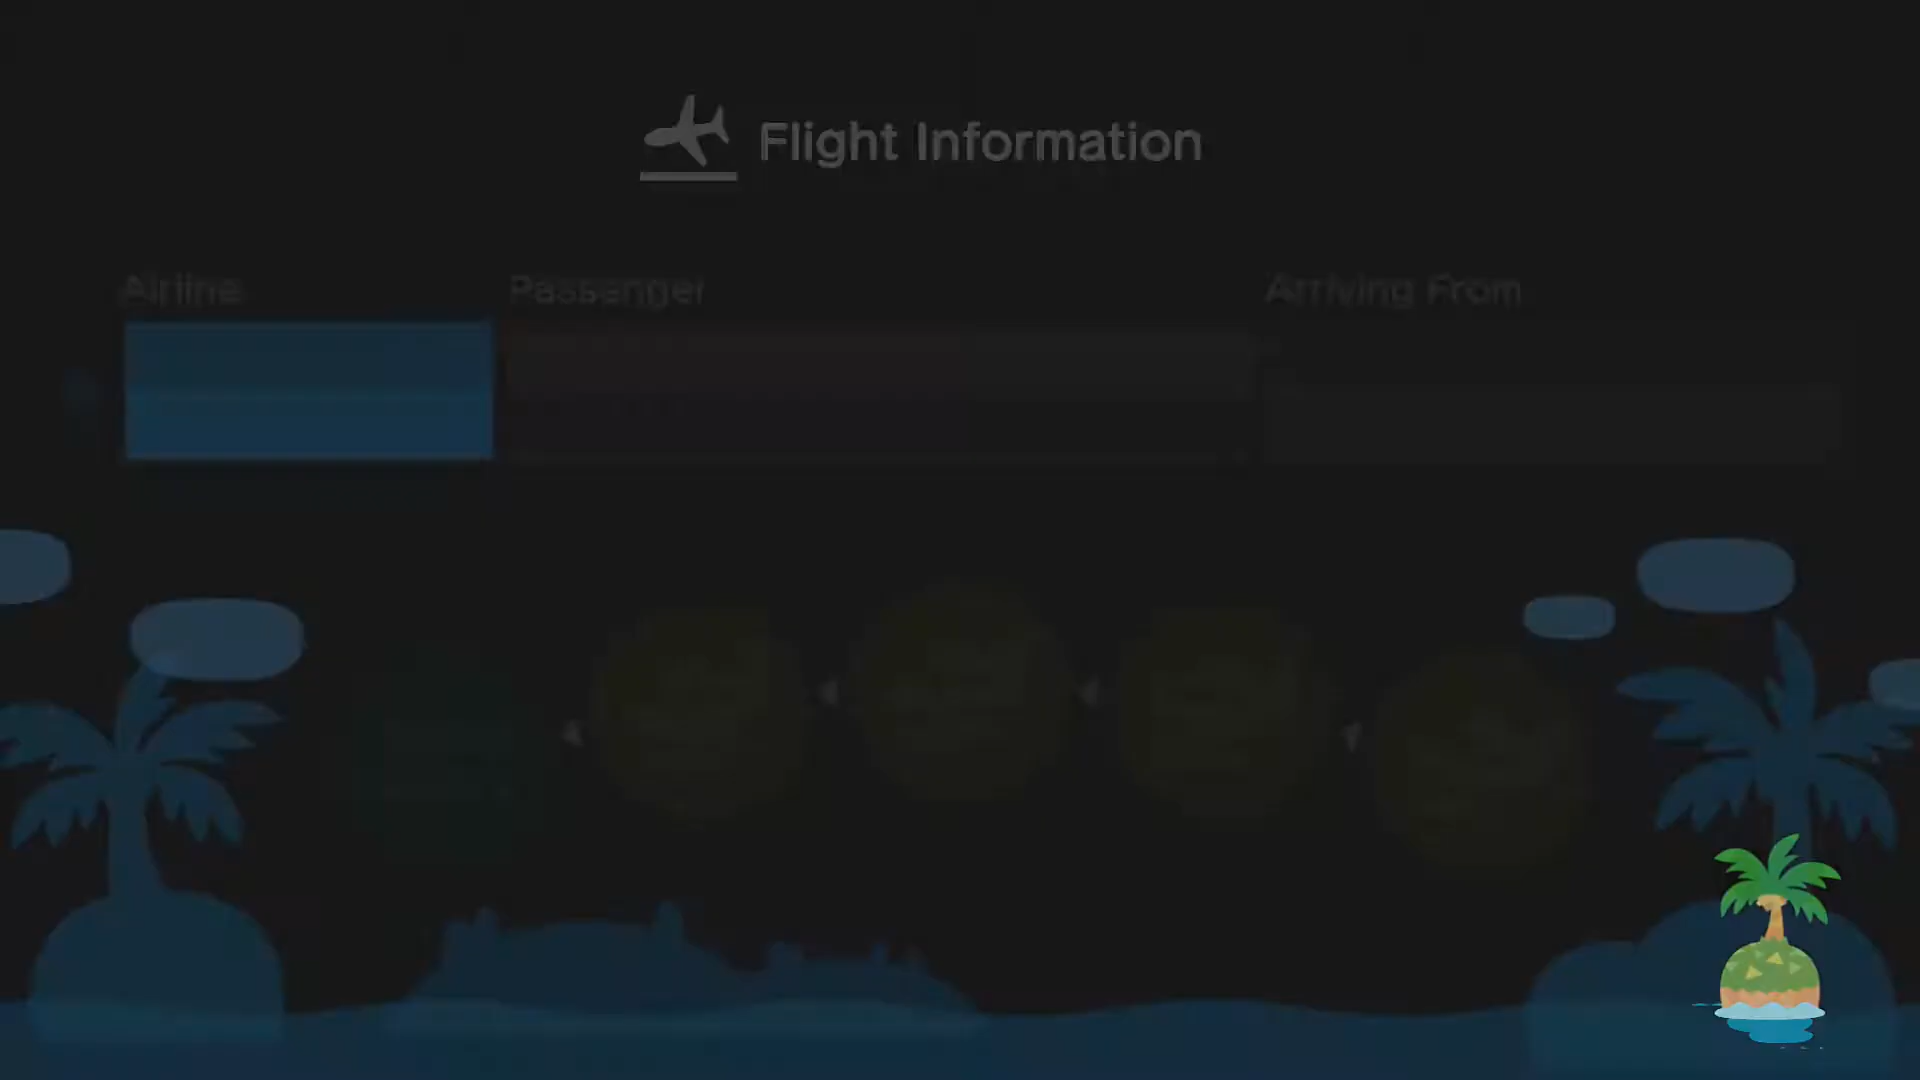 Flight Information
Airline
Passenger
Arriving From